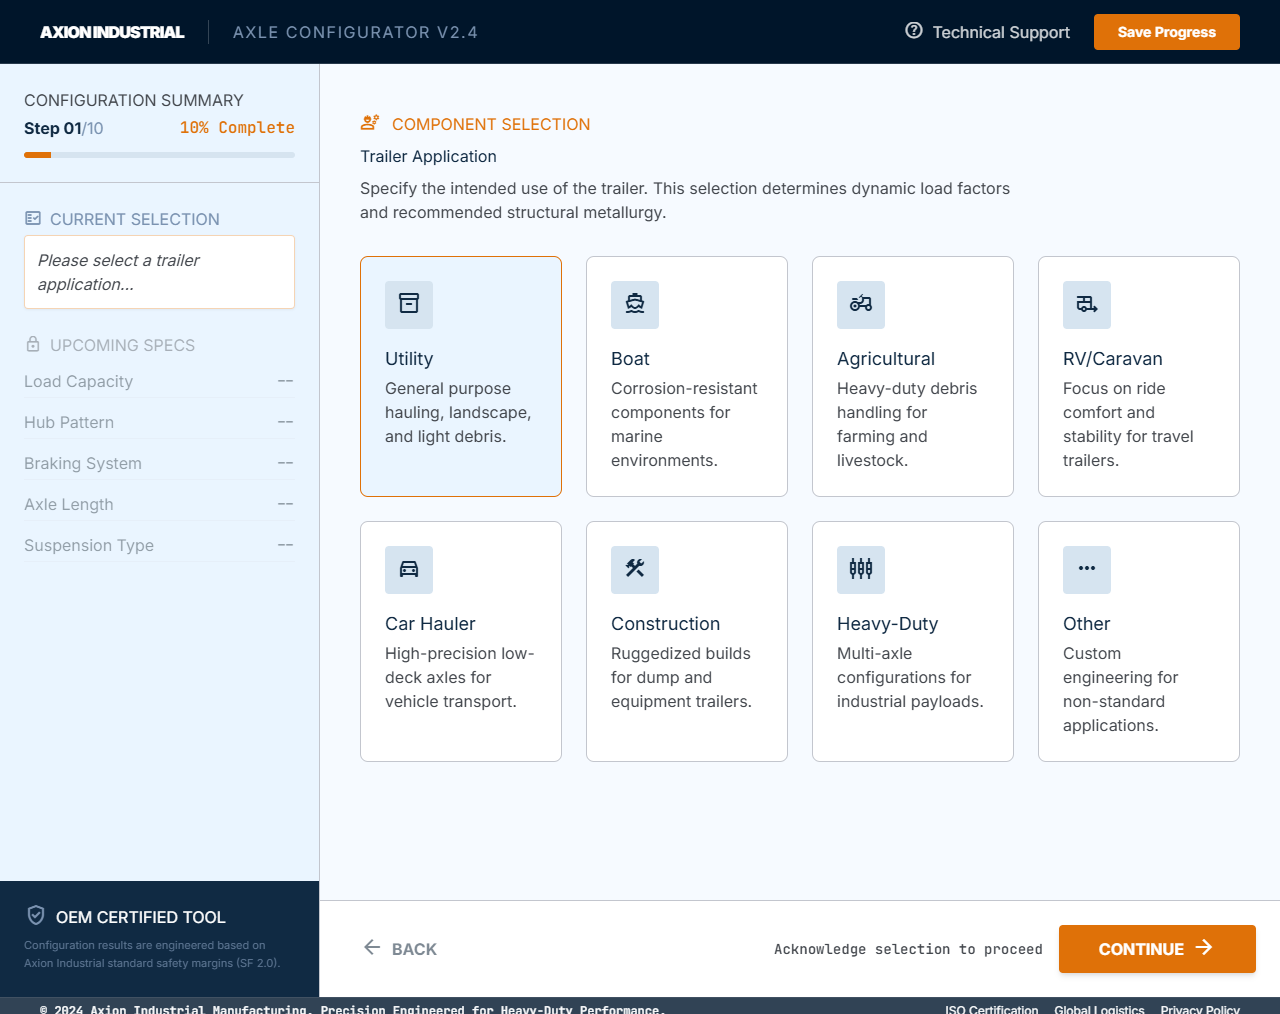 AXION INDUSTRIAL
AXLE CONFIGURATOR V2.4
Technical Support
Save Progress
CONFIGURATION SUMMARY
Step 01/10
10% Complete
CURRENT SELECTION
Please select a trailer
application...
UPCOMING SPECS
Load Capacity --
Hub Pattern --
Braking System --
Axle Length --
Suspension Type --
OEM CERTIFIED TOOL
Configuration results are engineered based on
Axion Industrial standard safety margins (SF 2.0).
COMPONENT SELECTION
Trailer Application
Specify the intended use of the trailer. This selection determines dynamic load factors
and recommended structural metallurgy.
Utility
General purpose
hauling, landscape,
and light debris.
Boat
Corrosion-resistant
components for
marine
environments.
Agricultural
Heavy-duty debris
handling for
farming and
livestock.
RV/Caravan
Focus on ride
comfort and
stability for travel
trailers.
Car Hauler
High-precision low-
deck axles for
vehicle transport.
Construction
Ruggedized builds
for dump and
equipment trailers.
Heavy-Duty
Multi-axle
configurations for
industrial payloads.
Other
Custom
engineering for
non-standard
applications.
BACK
Acknowledge selection to proceed
CONTINUE
© 2024 Axion Industrial Manufacturing. Precision Engineered for Heavy-Duty Performance.
ISO Certification
Global Logistics
Privacy Policy